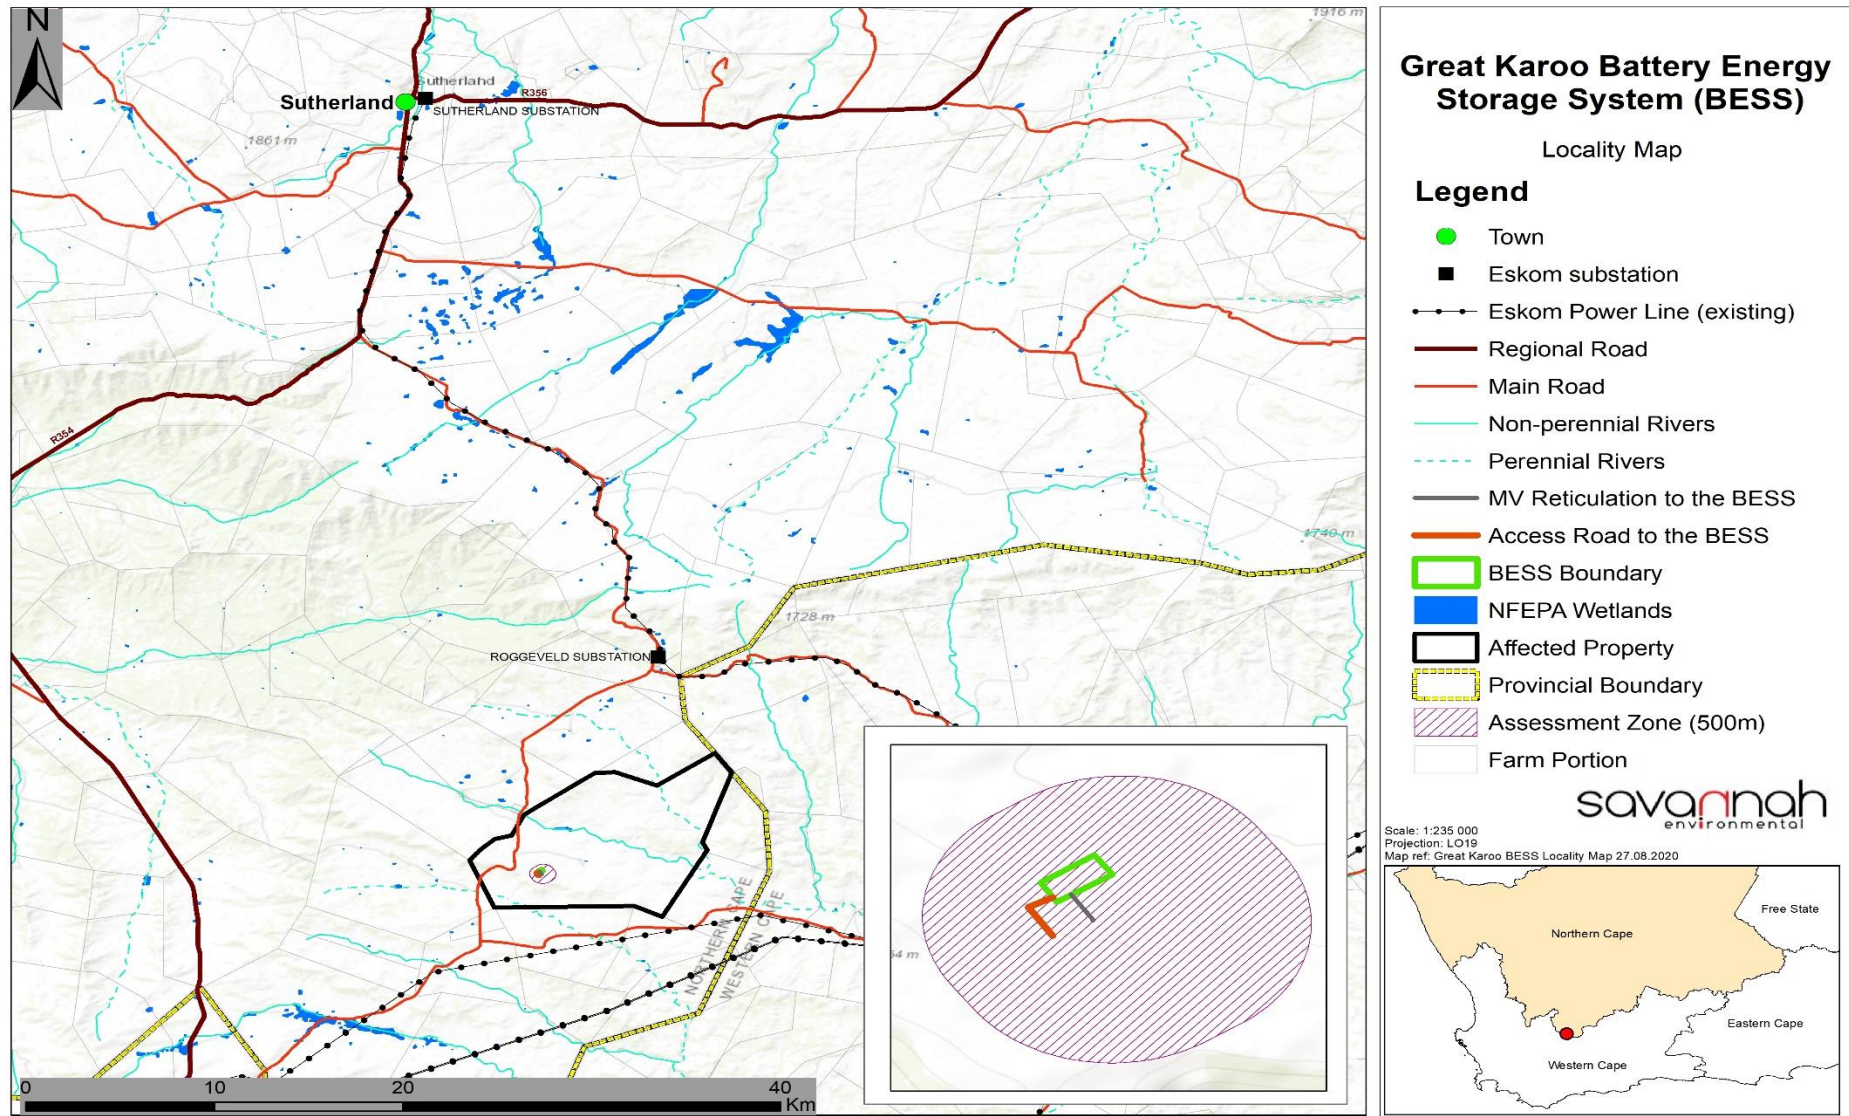 N
1916 m
Sutherland
Sutherland
R356
SUTHERLAND SUBSTATION
1861 m
R354
1740 m
1728 m
ROGGEVELD SUBSTATION
NORTHERN CAPE
WESTERN CAPE
54 m
0 10 20 40
Km
Great Karoo Battery Energy
Storage System (BESS)
Locality Map
Legend
Town
Eskom substation
Eskom Power Line (existing)
Regional Road
Main Road
Non-perennial Rivers
Perennial Rivers
MV Reticulation to the BESS
Access Road to the BESS
BESS Boundary
NFEPA Wetlands
Affected Property
Provincial Boundary
Assessment Zone (500m)
Farm Portion
savannah
environmental
Scale: 1:235 000
Projection: LO19
Map ref: Great Karoo BESS Locality Map 27.08.2020
Free State
Northern Cape
Eastern Cape
Western Cape